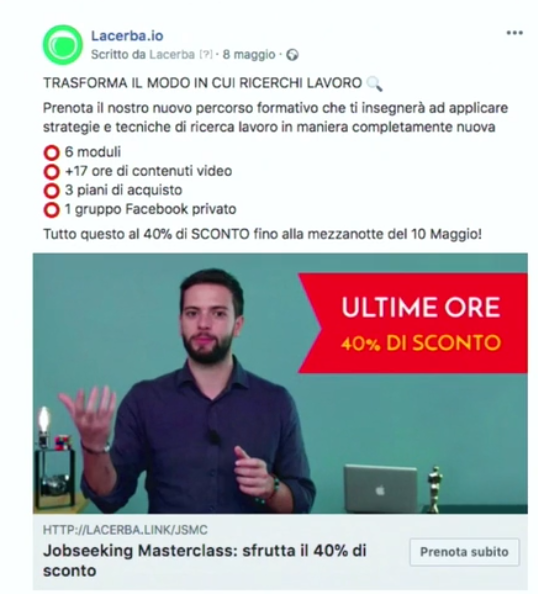 Lacerba.io
Scritto da Lacerba [?] · 8 maggio ·
TRASFORMA IL MODO IN CUI RICERCHI LAVORO 🔍
Prenota il nostro nuovo percorso formativo che ti insegnerà ad applicare
strategie e tecniche di ricerca lavoro in maniera completamente nuova
⭕ 6 moduli
⭕ +17 ore di contenuti video
⭕ 3 piani di acquisto
⭕ 1 gruppo Facebook privato
Tutto questo al 40% di SCONTO fino alla mezzanotte del 10 Maggio!
ULTIME ORE
40% DI SCONTO
HTTP://LACERBA.LINK/JSMC
Jobseeking Masterclass: sfrutta il 40% di
sconto
Prenota subito